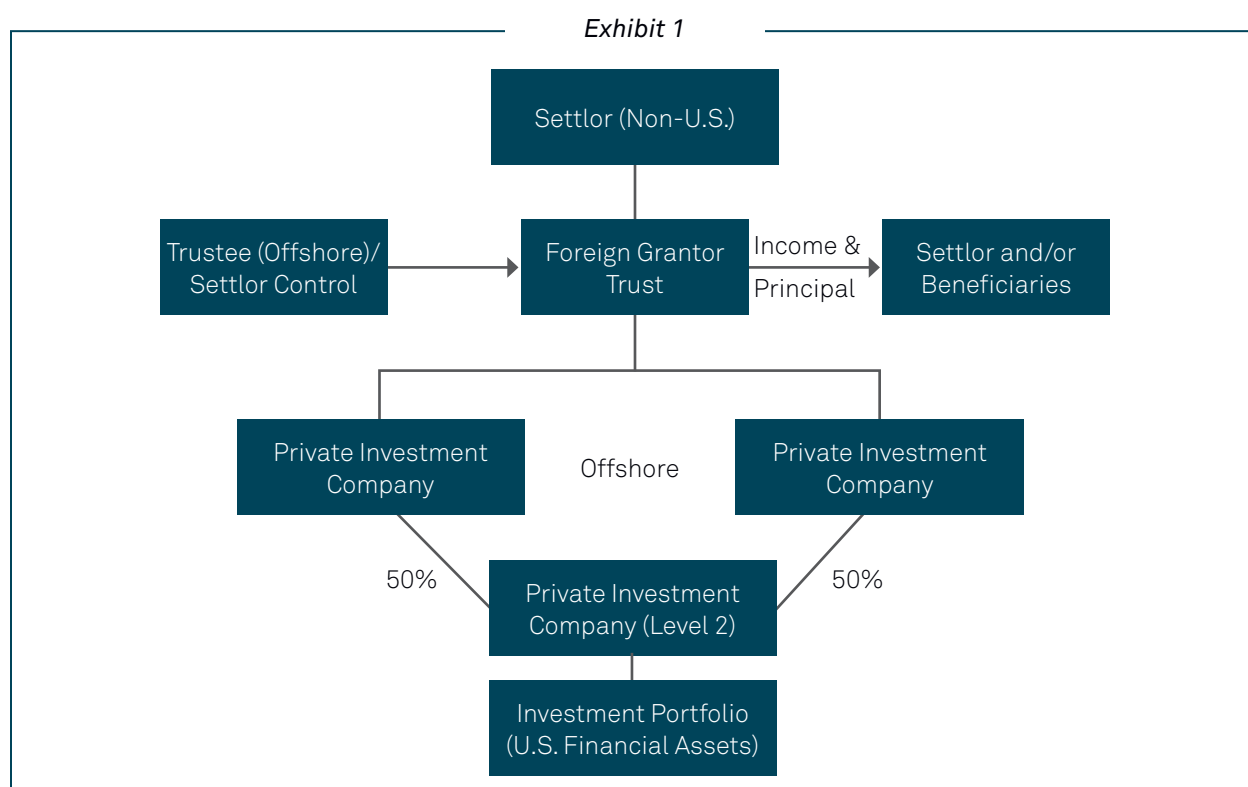 Exhibit 1
Settlor (Non-U.S.)
Trustee (Offshore)/
Settlor Control
Foreign Grantor
Trust
Income &
Principal
Settlor and/or
Beneficiaries
Private Investment
Company
Offshore
Private Investment
Company
50%
Private Investment
Company (Level 2)
50%
Investment Portfolio
(U.S. Financial Assets)